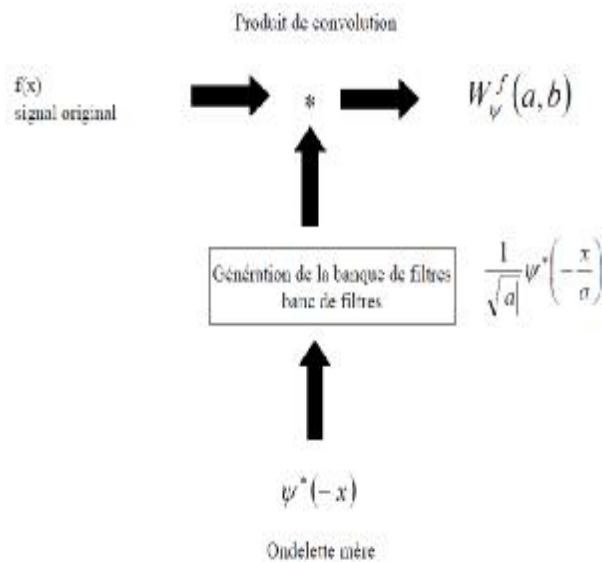 Produit de convolution
f(x)
signal original
*
W_ψ^f(a,b)
Génération de la banque de filtres
banc de filtres
1/√|a| ψ*(-x/σ)
ψ*(-x)
Ondelette mère